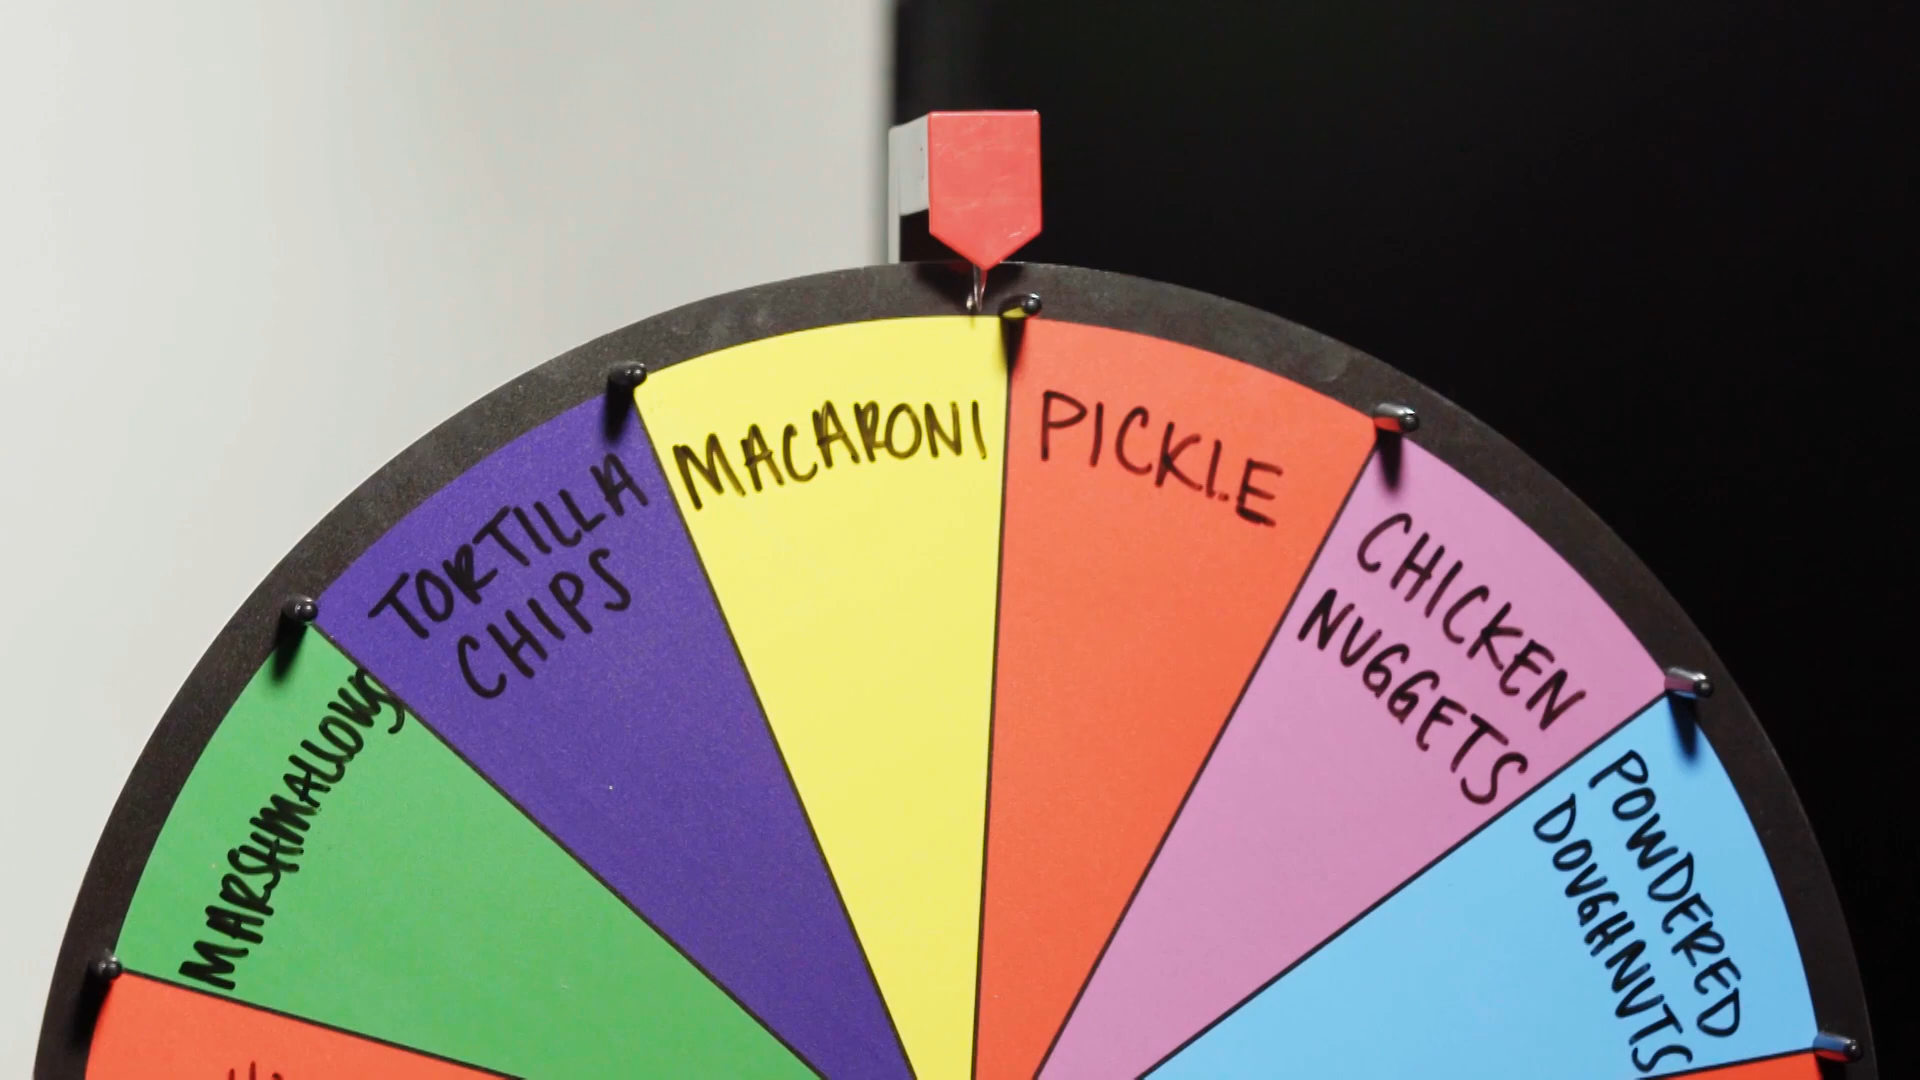 MARSHMALLOWS
TORTILLA
CHIPS
MACARONI
PICKLE
CHICKEN
NUGGETS
POWDERED
DOUGHNUTS